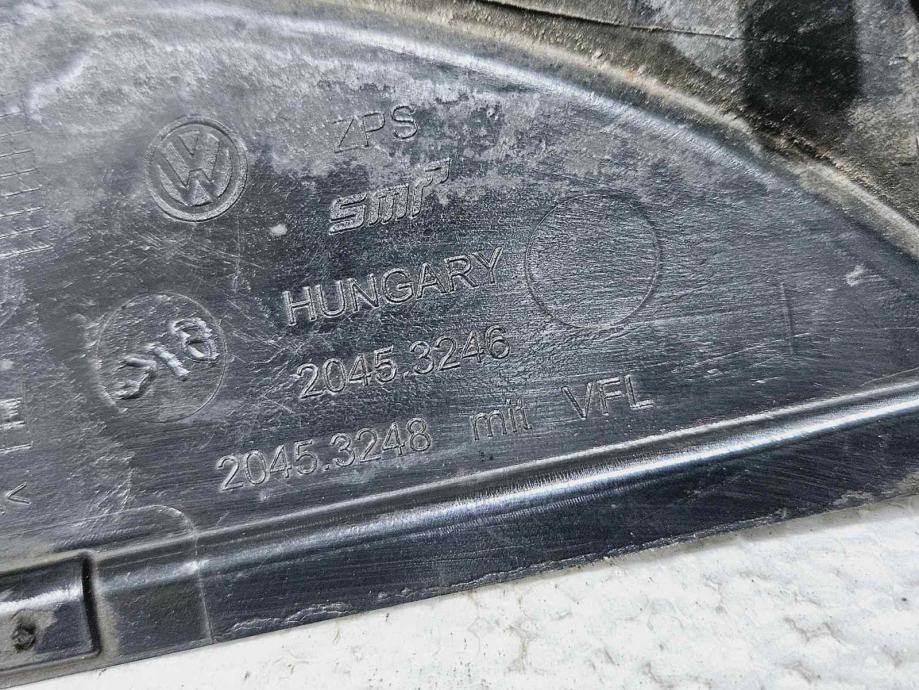 ZPS
smr
HUNGARY
2045.3246
2045.3248 mit VFL